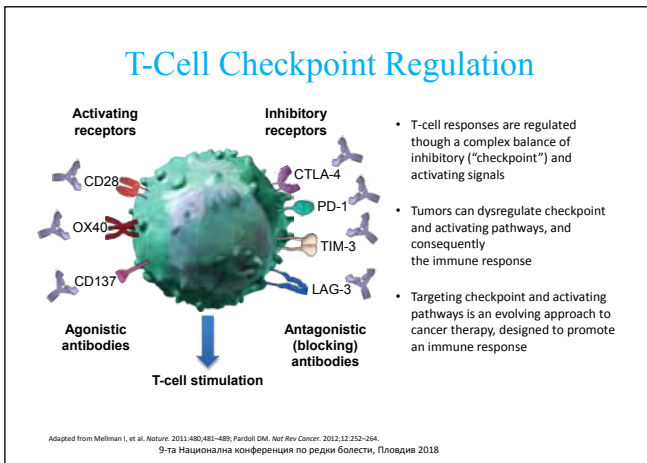 T-Cell Checkpoint Regulation
Activating
receptors
Inhibitory
receptors
CD28
OX40
CD137
CTLA-4
PD-1
TIM-3
LAG-3
Agonistic
antibodies
Antagonistic
(blocking)
antibodies
T-cell stimulation
• T-cell responses are regulated
though a complex balance of
inhibitory (“checkpoint”) and
activating signals
• Tumors can dysregulate checkpoint
and activating pathways, and
consequently
the immune response
• Targeting checkpoint and activating
pathways is an evolving approach to
cancer therapy, designed to promote
an immune response
Adapted from Mellman I, et al. Nature. 2011:480;481–489; Pardoll DM. Nat Rev Cancer. 2012;12:252–264.
9-та Национална конференция по редки болести, Пловдив 2018